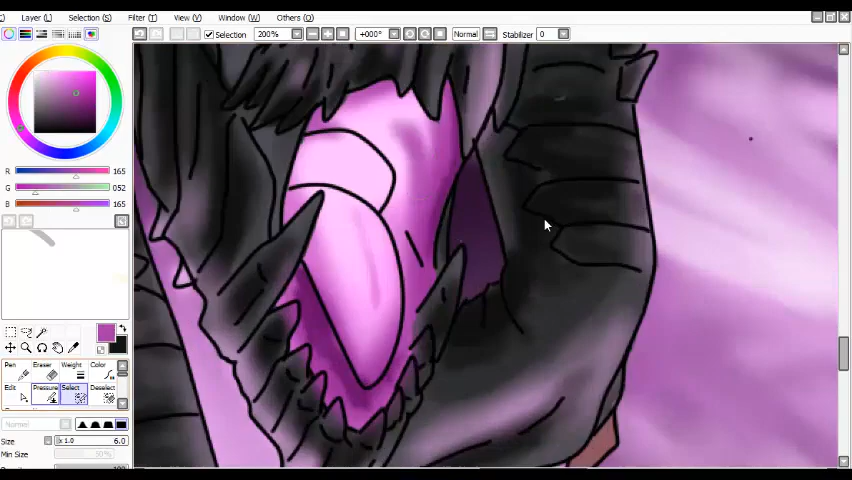 Layer (L) Selection (S) Filter (T) View (V) Window (W) Others (O)
Selection 200% +000° Normal Stabilizer 0
R 165
G 052
B 165
Pen Eraser Weight Color
Edit Pressure Select Deselect
Normal
Size x 1.0 6.0
Min Size 50%